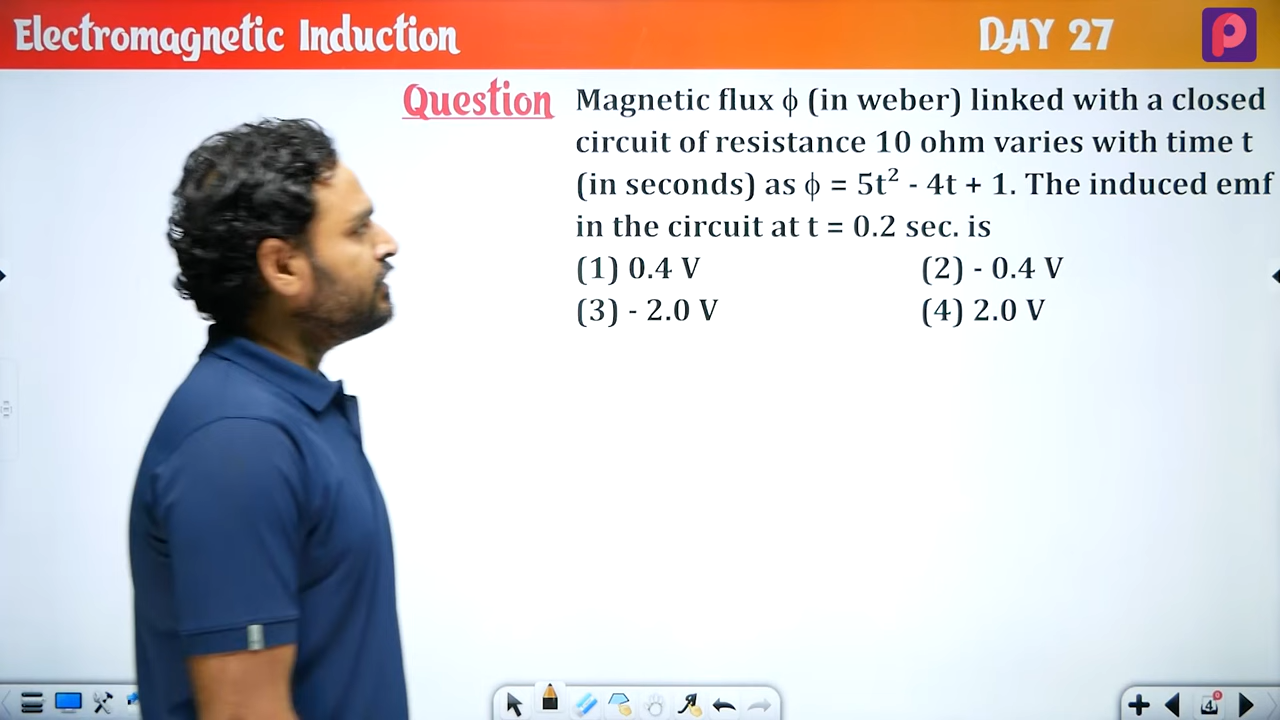 Electromagnetic Induction
DAY 27
Question
Magnetic flux ϕ (in weber) linked with a closed
circuit of resistance 10 ohm varies with time t
(in seconds) as ϕ = 5t² - 4t + 1. The induced emf
in the circuit at t = 0.2 sec. is
(1) 0.4 V
(2) - 0.4 V
(3) - 2.0 V
(4) 2.0 V
4